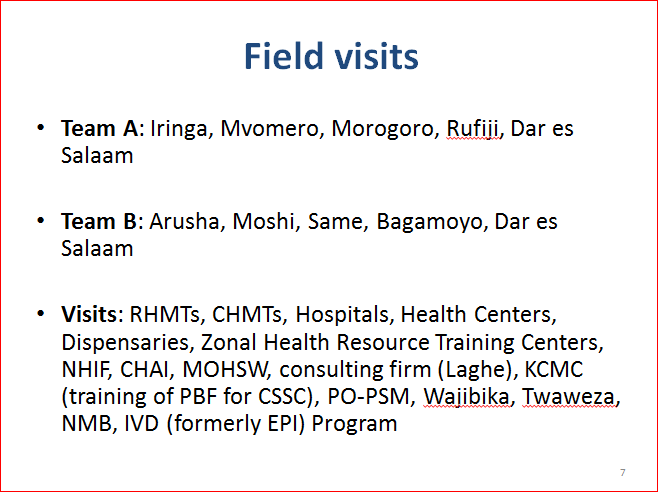 Field visits
• Team A: Iringa, Mvomero, Morogoro, Rufiji, Dar es
Salaam
• Team B: Arusha, Moshi, Same, Bagamoyo, Dar es
Salaam
• Visits: RHMTs, CHMTs, Hospitals, Health Centers,
Dispensaries, Zonal Health Resource Training Centers,
NHIF, CHAI, MOHSW, consulting firm (Laghe), KCMC
(training of PBF for CSSC), PO-PSM, Wajibika, Twaweza,
NMB, IVD (formerly EPI) Program
7